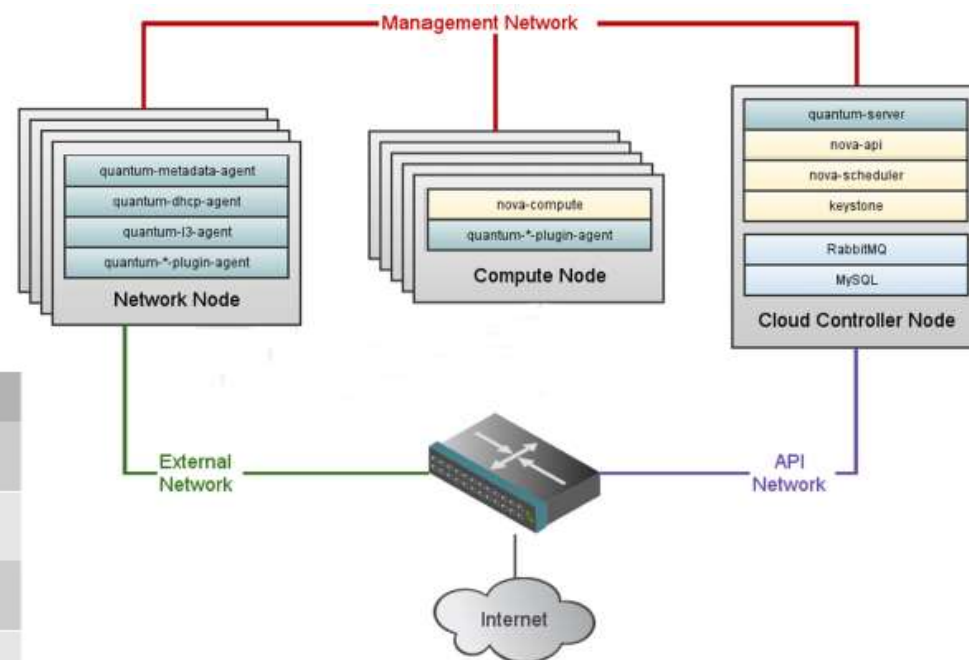 Management Network
quantum-metadata-agent
quantum-dhcp-agent
quantum-l3-agent
quantum-*-plugin-agent
Network Node
nova-compute
quantum-*-plugin-agent
Compute Node
quantum-server
nova-api
nova-scheduler
keystone
RabbitMQ
MySQL
Cloud Controller Node
External
Network
API
Network
Internet